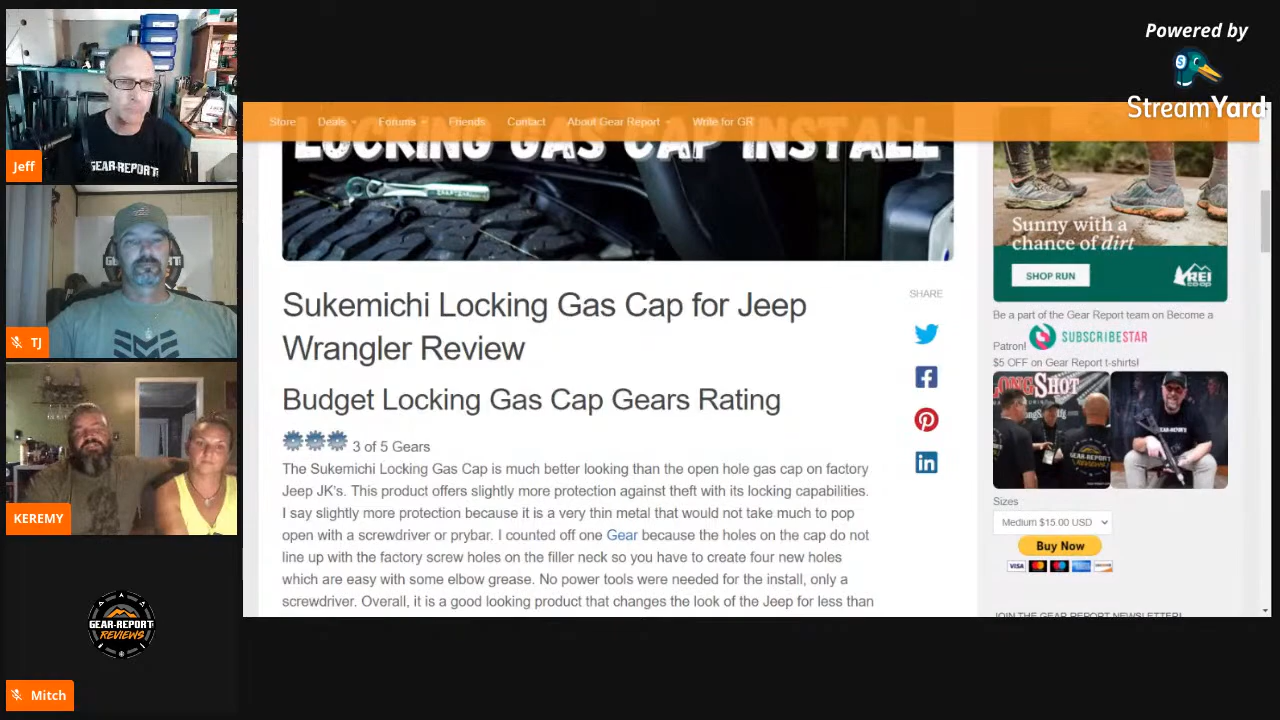 Powered by
StreamYard
Jeff
GEAR-REPORT
TJ
KEREMY
GEAR-REPORT
REVIEWS
Mitch
Store
Deals
Forums
Friends
Contact
About Gear Report
Write for GR
LOCKING GAS CAP INSTALL
Sukemichi Locking Gas Cap for Jeep
Wrangler Review
Budget Locking Gas Cap Gears Rating
3 of 5 Gears
The Sukemichi Locking Gas Cap is much better looking than the open hole gas cap on factory
Jeep JK's. This product offers slightly more protection against theft with its locking capabilities.
I say slightly more protection because it is a very thin metal that would not take much to pop
open with a screwdriver or prybar. I counted off one Gear because the holes on the cap do not
line up with the factory screw holes on the filler neck so you have to create four new holes
which are easy with some elbow grease. No power tools were needed for the install, only a
screwdriver. Overall, it is a good looking product that changes the look of the Jeep for less than
SHARE
Sunny with a
chance of dirt
SHOP RUN
REI
co-op
Be a part of the Gear Report team on Become a
Patron!
SUBSCRIBESTAR
$5 OFF on Gear Report t-shirts!
Sizes
Medium $15.00 USD
Buy Now
VISA
JOIN THE GEAR REPORT NEWSLETTER!